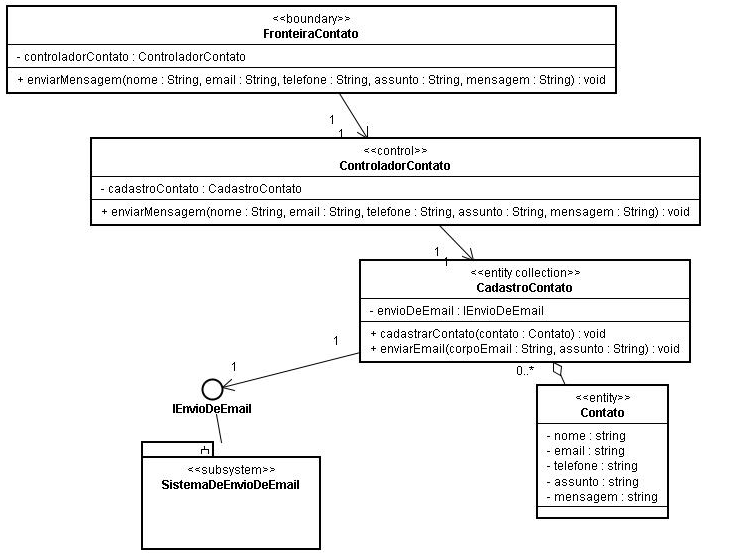 <<boundary>>
FronteiraContato
- controladorContato : ControladorContato
+ enviarMensagem(nome : String, email : String, telefone : String, assunto : String, mensagem : String) : void
1
1
<<control>>
ControladorContato
- cadastroContato : CadastroContato
+ enviarMensagem(nome : String, email : String, telefone : String, assunto : String, mensagem : String) : void
1
1
<<entity collection>>
CadastroContato
- envioDeEmail : IEnvioDeEmail
+ cadastrarContato(contato : Contato) : void
+ enviarEmail(corpoEmail : String, assunto : String) : void
1
1
0..*
IEnvioDeEmail
<<entity>>
Contato
- nome : string
- email : string
- telefone : string
- assunto : string
- mensagem : string
<<subsystem>>
SistemaDeEnvioDeEmail